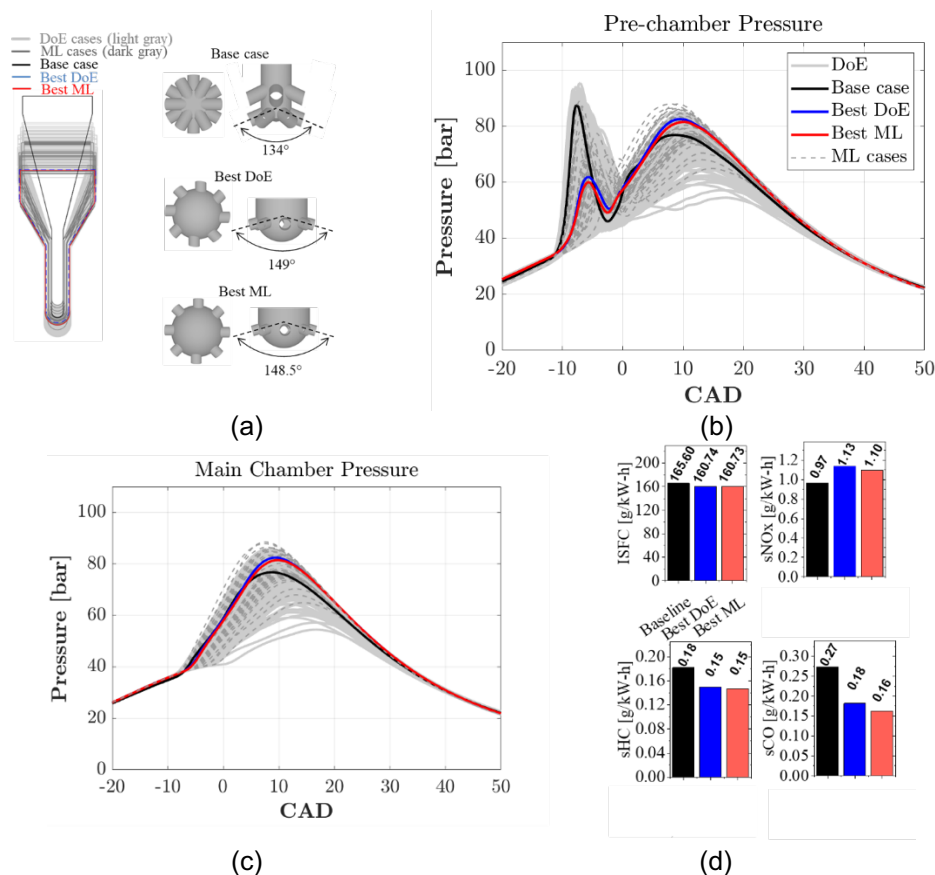 DoE cases (light gray)
ML cases (dark gray)
Base case
Best DoE
Best ML
Base case
134°
Best DoE
149°
Best ML
148.5°
(a)
Pre-chamber Pressure
Pressure [bar]
100
80
60
40
20
0
-20 -10 0 10 20 30 40 50
CAD
DoE
Base case
Best DoE
Best ML
ML cases
(b)
Main Chamber Pressure
Pressure [bar]
100
80
60
40
20
0
-20 -10 0 10 20 30 40 50
CAD
(c)
ISFC [g/kW-h]
200
160
120
80
40
0
165.60 160.74 160.73
Baseline
Best DoE
Best ML
sNOx [g/kW-h]
1.2
1.0
0.8
0.6
0.4
0.2
0.0
0.97 1.13 1.10
sHC [g/kW-h]
0.20
0.16
0.12
0.08
0.04
0.00
0.18 0.15 0.15
sCO [g/kW-h]
0.30
0.25
0.20
0.15
0.10
0.05
0.00
0.27 0.18 0.16
(d)